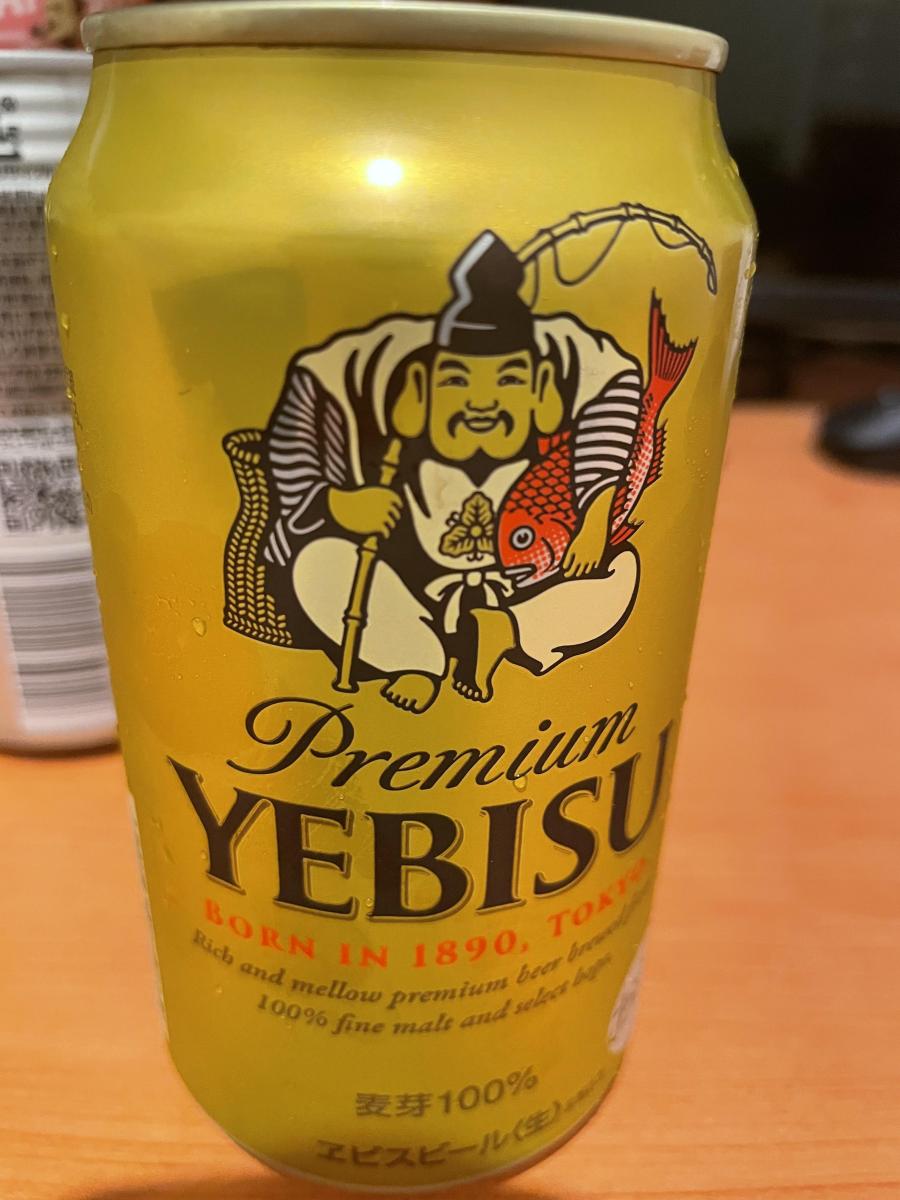 Premium
YEBISU
BORN IN 1890, TOKYO.
Rich and mellow premium beer brewed
100% fine malt and select hops.
麦芽100%
ヱビスビール〈生〉